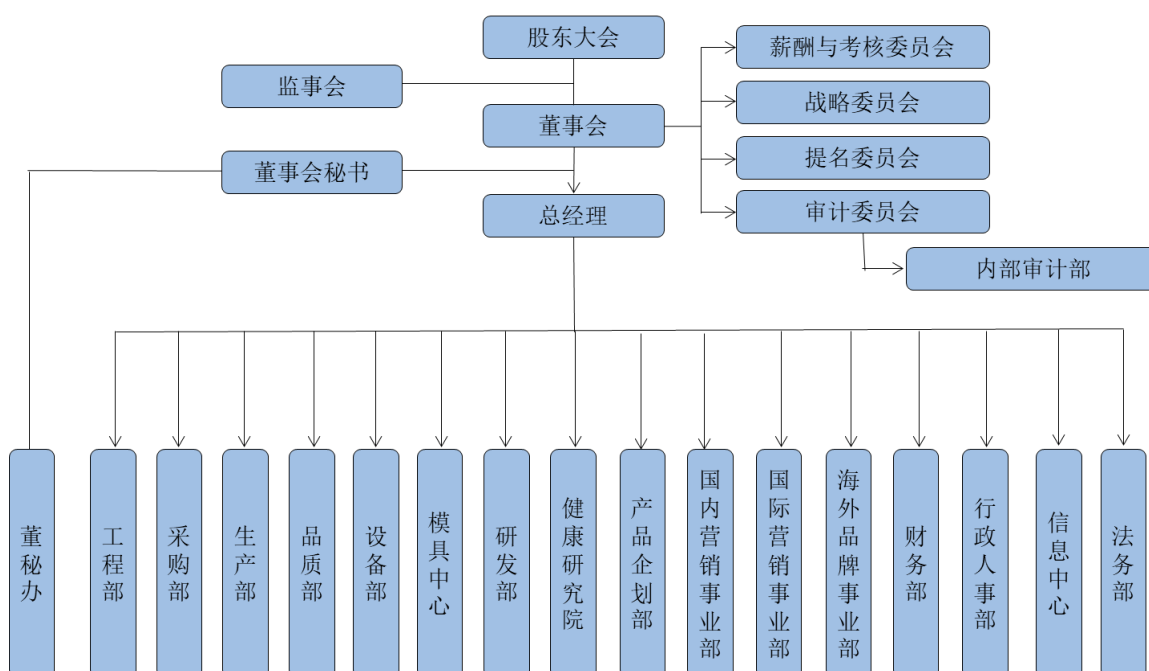 股东大会
薪酬与考核委员会
监事会
战略委员会
董事会
提名委员会
董事会秘书
总经理
审计委员会
内部审计部
董秘办
工程部
采购部
生产部
品质部
设备部
模具中心
研发部
健康研究院
产品企划部
国内营销事业部
国际营销事业部
海外品牌事业部
财务部
行政人事部
信息中心
法务部